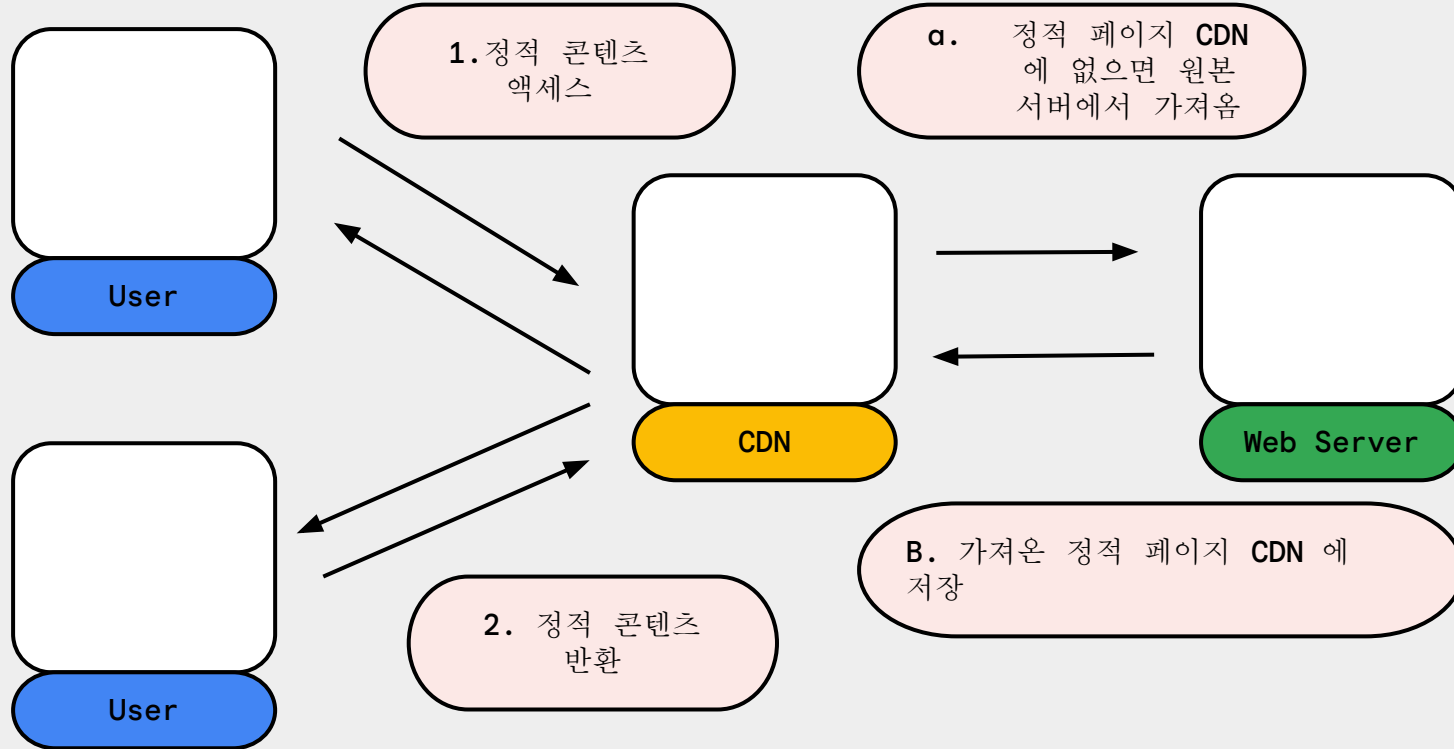 1.정적 콘텐츠
액세스
a. 정적 페이지 CDN
에 없으면 원본
서버에서 가져옴
User
CDN
Web Server
B. 가져온 정적 페이지 CDN 에
저장
2. 정적 콘텐츠
반환
User